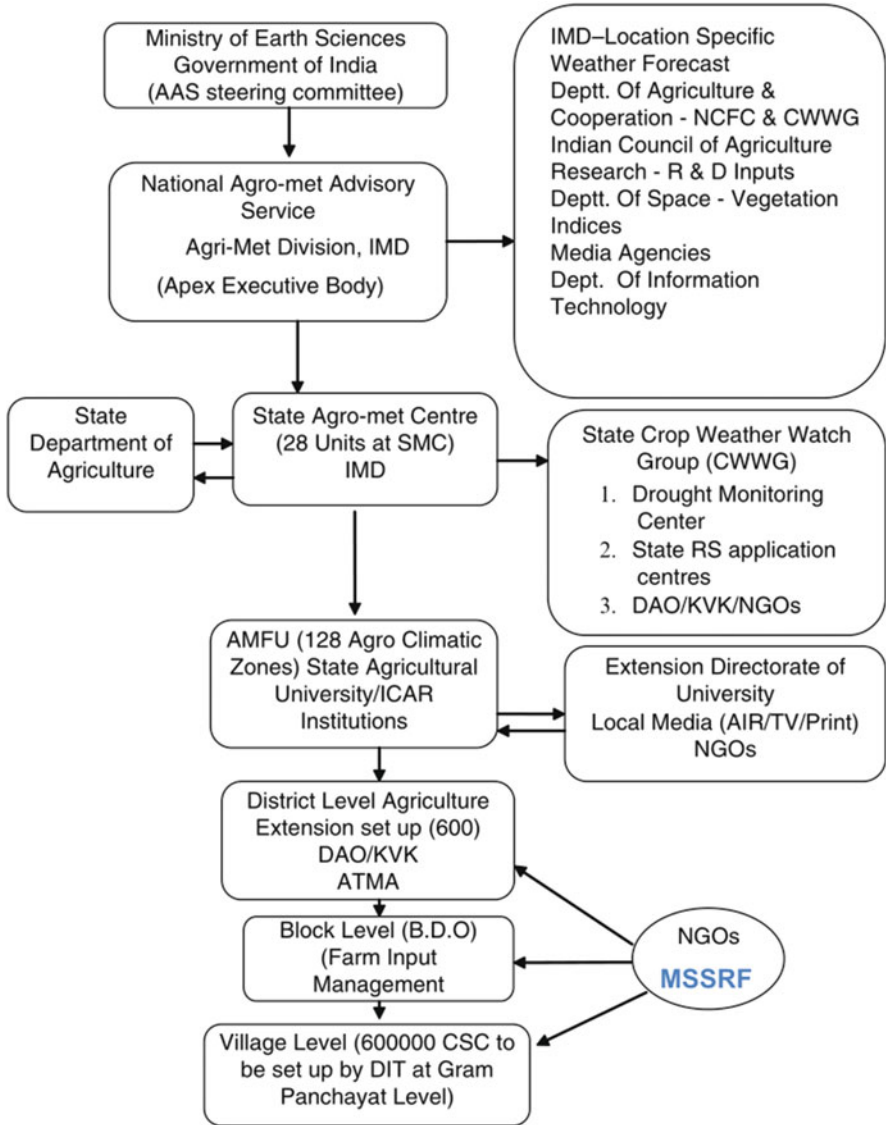 Ministry of Earth Sciences
Government of India
(AAS steering committee)
IMD–Location Specific
Weather Forecast
Deptt. Of Agriculture &
Cooperation - NCFC & CWWG
Indian Council of Agriculture
Research - R & D Inputs
Deptt. Of Space - Vegetation
Indices
Media Agencies
Dept. Of Information
Technology
National Agro-met Advisory
Service
Agri-Met Division, IMD
(Apex Executive Body)
State
Department of
Agriculture
State Agro-met Centre
(28 Units at SMC)
IMD
State Crop Weather Watch
Group (CWWG)
1. Drought Monitoring
Center
2. State RS application
centres
3. DAO/KVK/NGOs
AMFU (128 Agro Climatic
Zones) State Agricultural
University/ICAR
Institutions
Extension Directorate of
University
Local Media (AIR/TV/Print)
NGOs
District Level Agriculture
Extension set up (600)
DAO/KVK
ATMA
Block Level (B.D.O)
(Farm Input
Management
NGOs
MSSRF
Village Level (600000 CSC to
be set up by DIT at Gram
Panchayat Level)